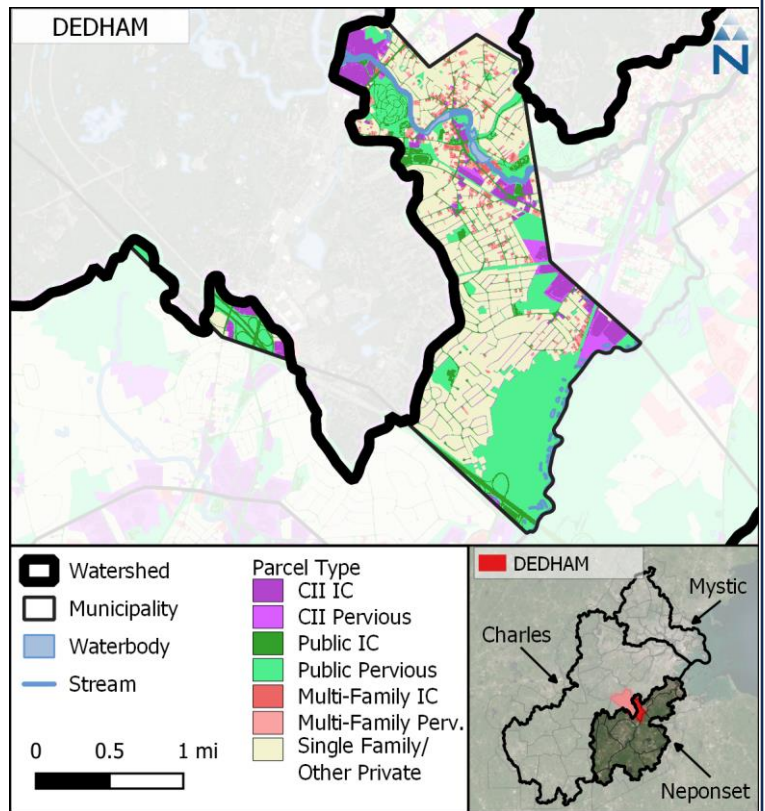 DEDHAM
N
Watershed
Municipality
Waterbody
Stream
0 0.5 1 mi
Parcel Type
CII IC
CII Pervious
Public IC
Public Pervious
Multi-Family IC
Multi-Family Perv.
Single Family/
Other Private
DEDHAM
Mystic
Charles
Neponset